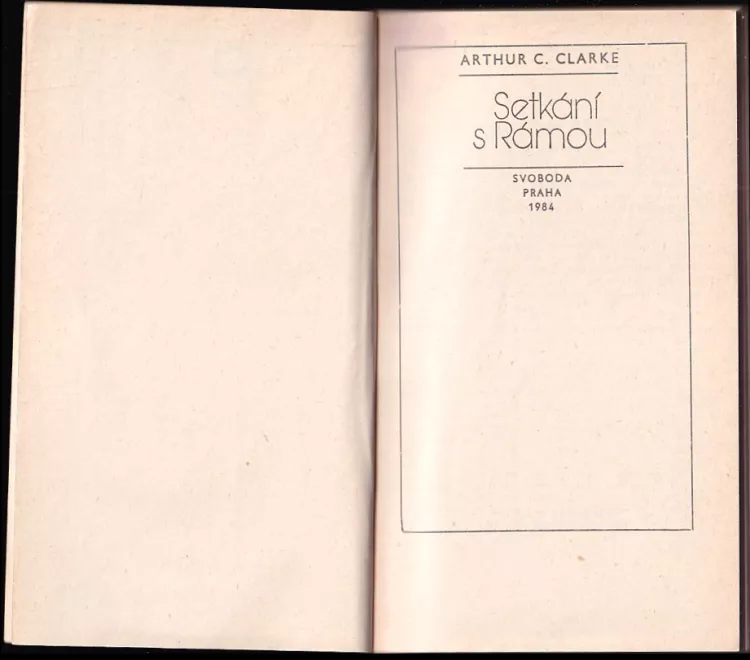 ARTHUR C. CLARKE
Setkání
s Rámou
SVOBODA
PRAHA
1984